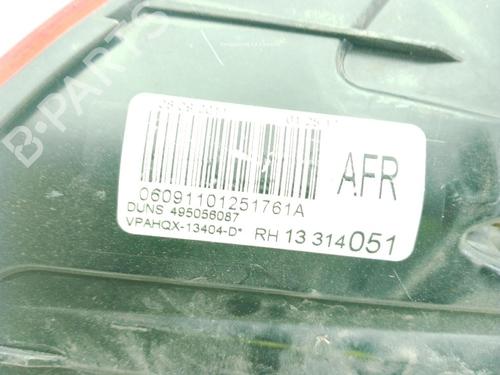 B-PARTS
AFR
06091101251761A
DUNS 495056087
VPAHQX-13404-D* RH 13 314051